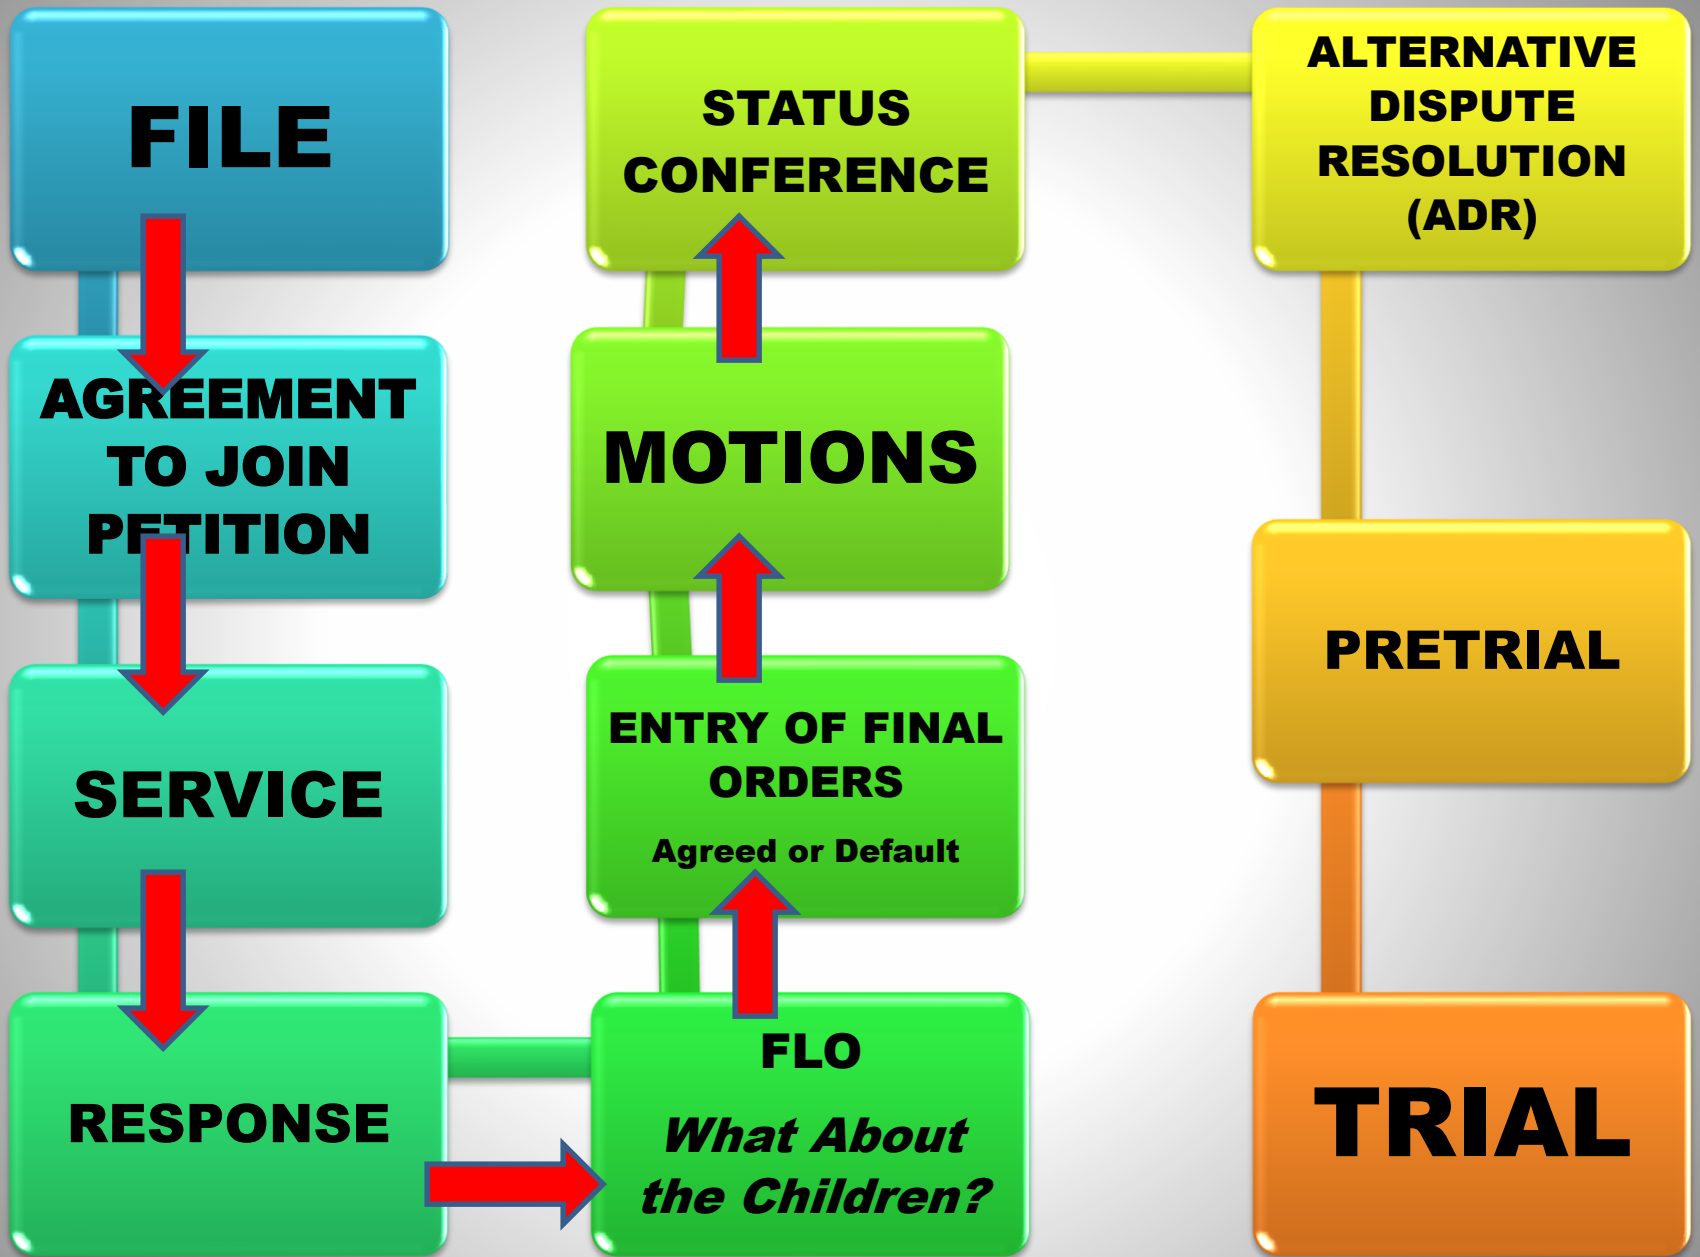 FILE
AGREEMENT
TO JOIN
PETITION
SERVICE
RESPONSE
FLO
What About
the Children?
ENTRY OF FINAL
ORDERS
Agreed or Default
MOTIONS
STATUS
CONFERENCE
ALTERNATIVE
DISPUTE
RESOLUTION
(ADR)
PRETRIAL
TRIAL